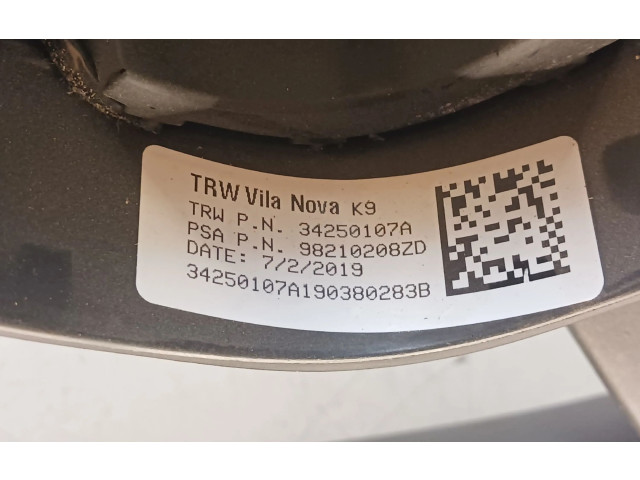 TRW Vila Nova K9
TRW P.N. 34250107A
PSA P.N. 98210208ZD
DATE: 7/2/2019
34250107A190380283B